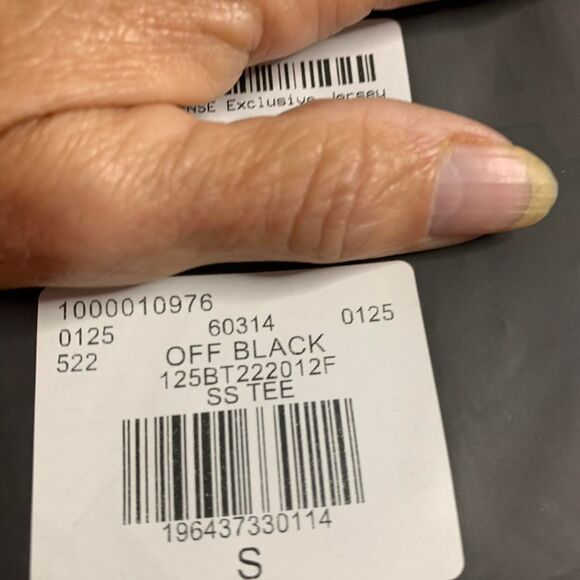 NSE Exclusive Jersey
1000010976
0125 60314 0125
522 OFF BLACK
125BT222012F
SS TEE
196437330114
S